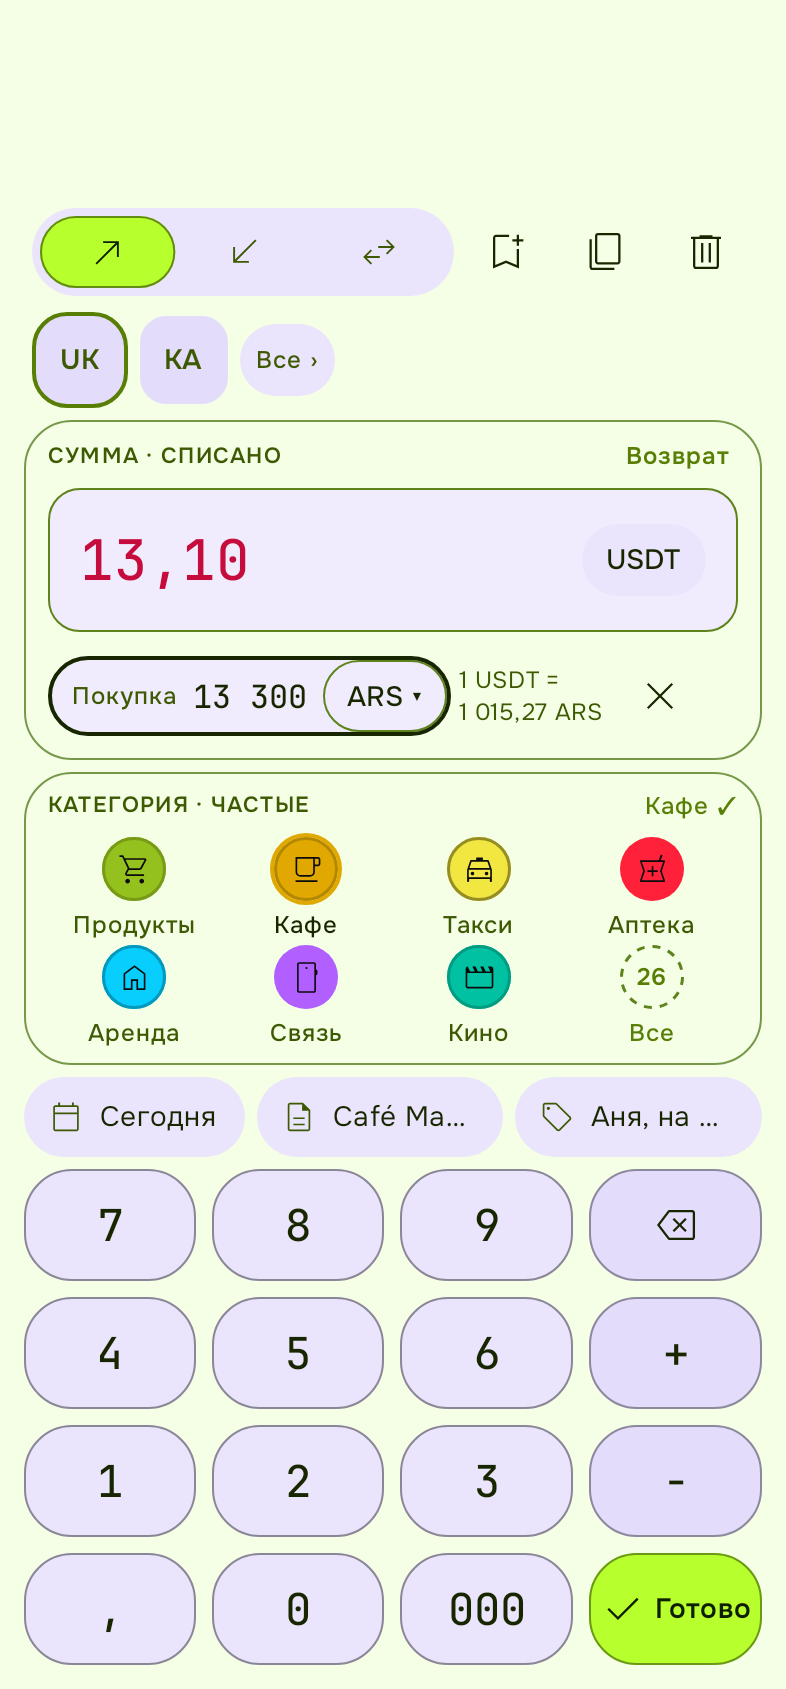 UK KA Все ›
СУММА · СПИСАНО Возврат
13,10 USDT
Покупка 13 300 ARS ▾ 1 USDT =
1 015,27 ARS
КАТЕГОРИЯ · ЧАСТЫЕ Кафе ✓
Продукты Кафе Такси Аптека
26
Аренда Связь Кино Все
Сегодня Café Ma... Аня, на ...
7 8 9
4 5 6 +
1 2 3 -
, 0 000 Готово